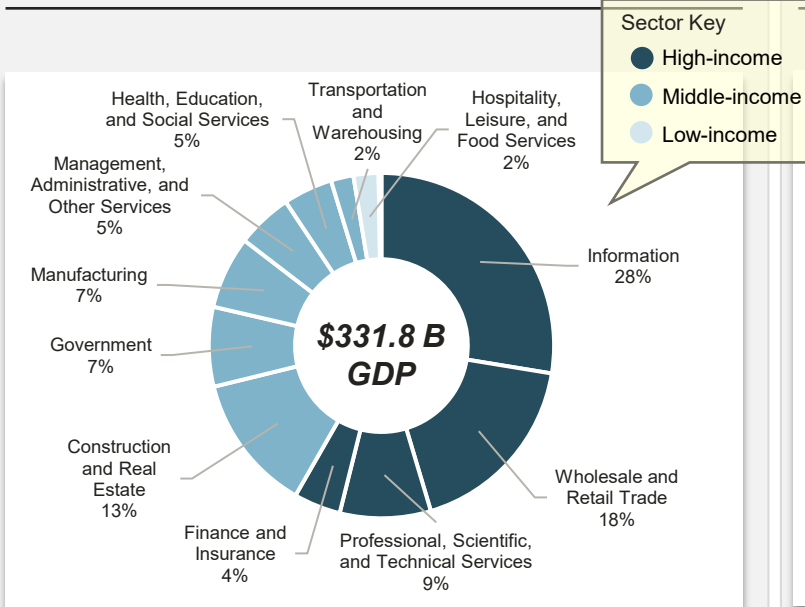 Sector Key
High-income
Middle-income
Low-income
Health, Education,
and Social Services
5%
Transportation
and
Warehousing
2%
Hospitality,
Leisure, and
Food Services
2%
Management,
Administrative, and
Other Services
5%
Information
28%
Manufacturing
7%
$331.8 B
GDP
Government
7%
Construction
and Real
Estate
13%
Wholesale and
Retail Trade
18%
Finance and
Insurance
4%
Professional, Scientific,
and Technical Services
9%